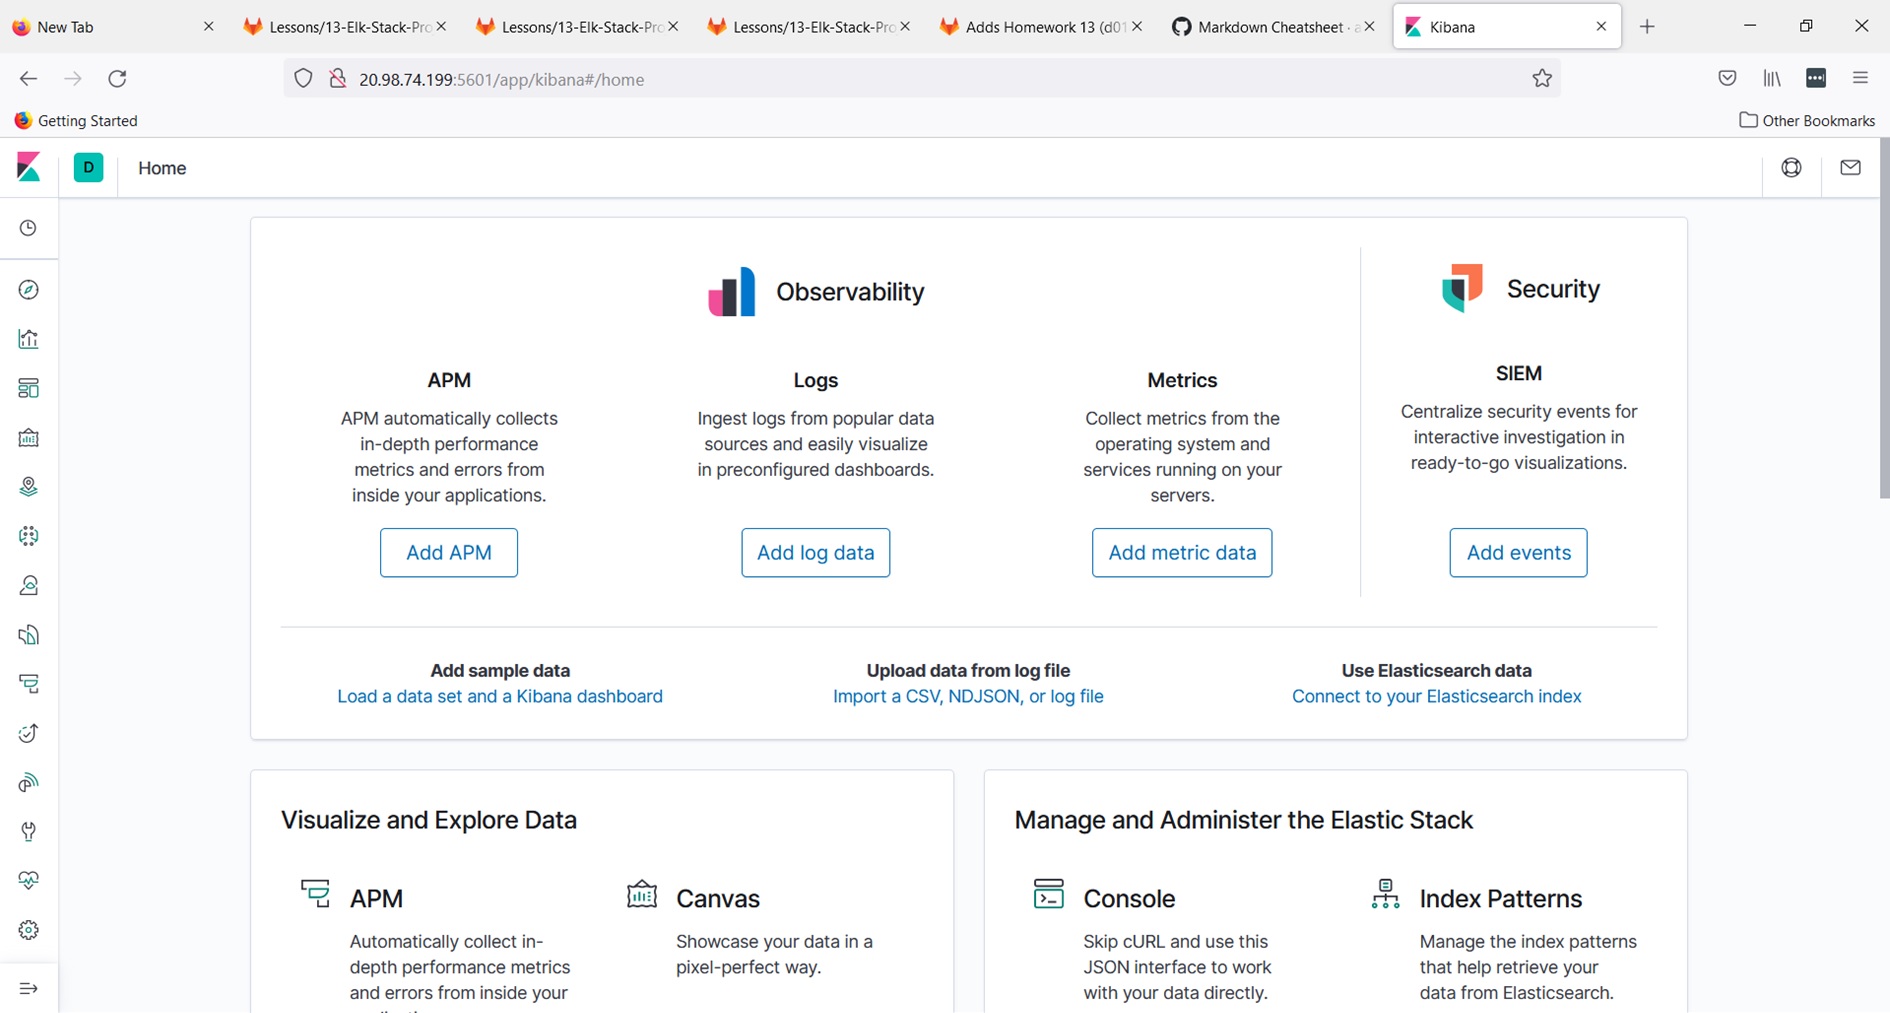 New Tab
Lessons/13-Elk-Stack-Pro
Lessons/13-Elk-Stack-Pro
Lessons/13-Elk-Stack-Pro
Adds Homework 13 (d01
Markdown Cheatsheet · a
Kibana
20.98.74.199:5601/app/kibana#/home
Getting Started
Other Bookmarks
D
Home
Observability
Security
APM
APM automatically collects
in-depth performance
metrics and errors from
inside your applications.
Add APM
Logs
Ingest logs from popular data
sources and easily visualize
in preconfigured dashboards.
Add log data
Metrics
Collect metrics from the
operating system and
services running on your
servers.
Add metric data
SIEM
Centralize security events for
interactive investigation in
ready-to-go visualizations.
Add events
Add sample data
Load a data set and a Kibana dashboard
Upload data from log file
Import a CSV, NDJSON, or log file
Use Elasticsearch data
Connect to your Elasticsearch index
Visualize and Explore Data
APM
Automatically collect in-
depth performance metrics
and errors from inside your
Canvas
Showcase your data in a
pixel-perfect way.
Manage and Administer the Elastic Stack
Console
Skip cURL and use this
JSON interface to work
with your data directly.
Index Patterns
Manage the index patterns
that help retrieve your
data from Elasticsearch.